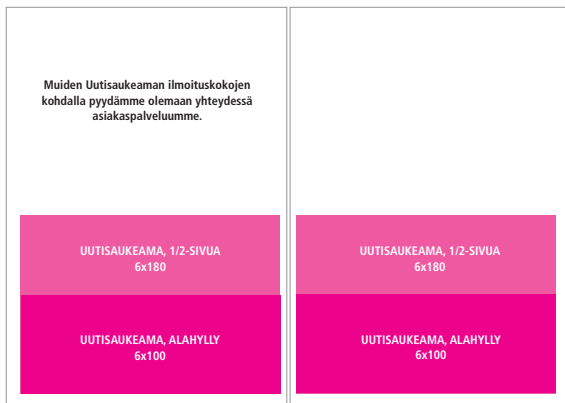 Muiden Uutisaukeaman ilmoituskokojen
kohdalla pyydämme olemaan yhteydessä
asiakaspalveluumme.
UUTISAUKEAMA, 1/2-SIVUA
6x180
UUTISAUKEAMA, ALAHYLLY
6x100
UUTISAUKEAMA, 1/2-SIVUA
6x180
UUTISAUKEAMA, ALAHYLLY
6x100